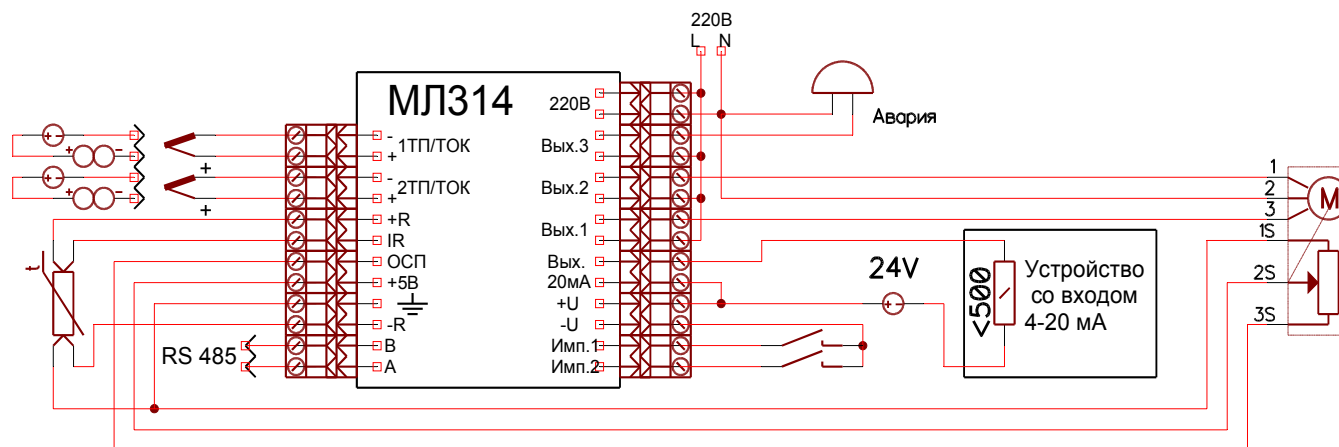 220В
L N
МЛ314
Авария
-
1ТП/ТОК
+
-
2ТП/ТОК
+
+R
IR
ОСП
+5В
-R
B
A
220В
Вых.3
Вых.2
Вых.1
Вых.
20мА
+U
-U
Имп.1
Имп.2
+ -
+ -
+
+
t
RS 485
24V
<500
Устройство
со входом
4-20 мА
1
2
3
1S
2S
3S
M